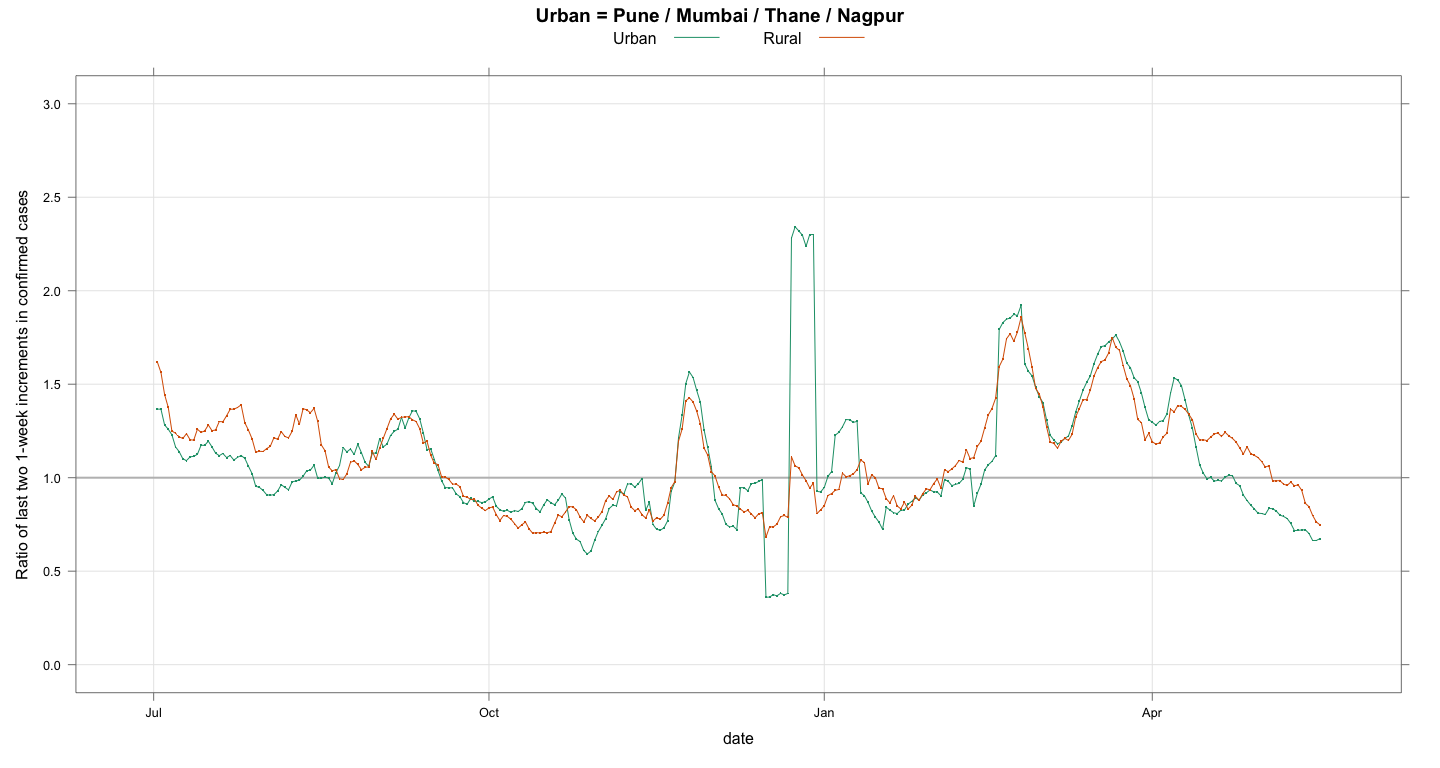 Urban = Pune / Mumbai / Thane / Nagpur
Urban Rural
Ratio of last two 1-week increments in confirmed cases
3.0
2.5
2.0
1.5
1.0
0.5
0.0
Jul Oct Jan Apr
date